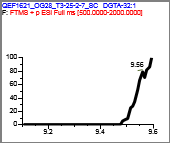 QEF1621_OG28_T3-25-2-7_SC DGTA-32:1
F: FTMS + p ESI Full ms [500.0000-2000.0000]
9.56
100
80
60
40
20
0
9.2 9.4 9.6